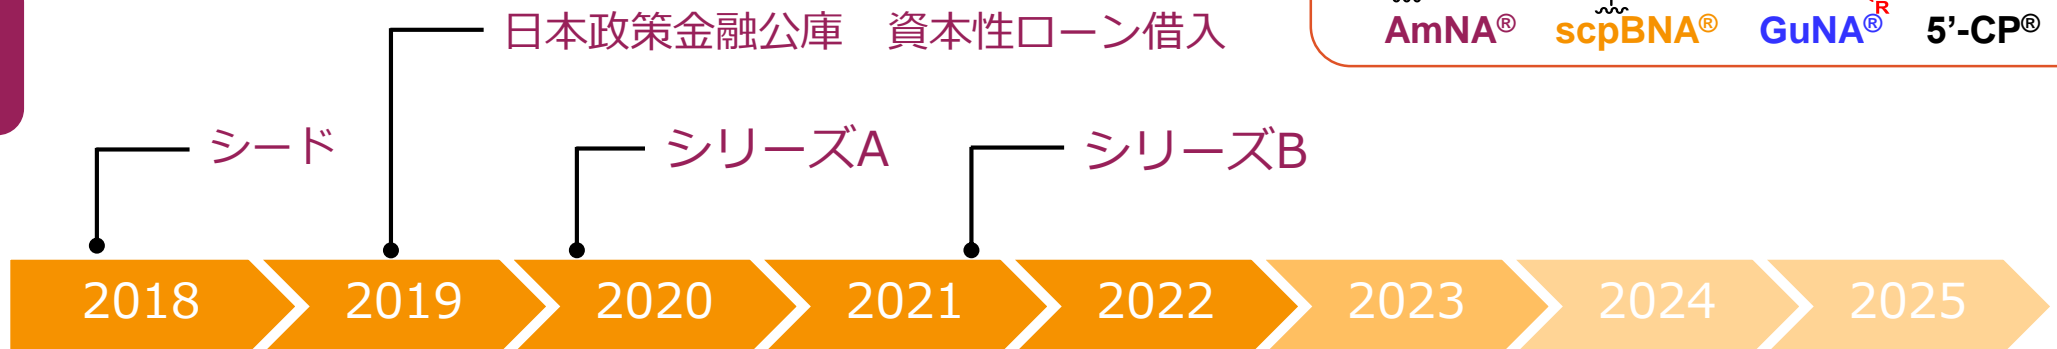 日本政策金融公庫　資本性ローン借入
R
AmNA® scpBNA® GuNA® 5’-CP®
シード シリーズA シリーズB
2018 2019 2020 2021 2022 2023 2024 2025